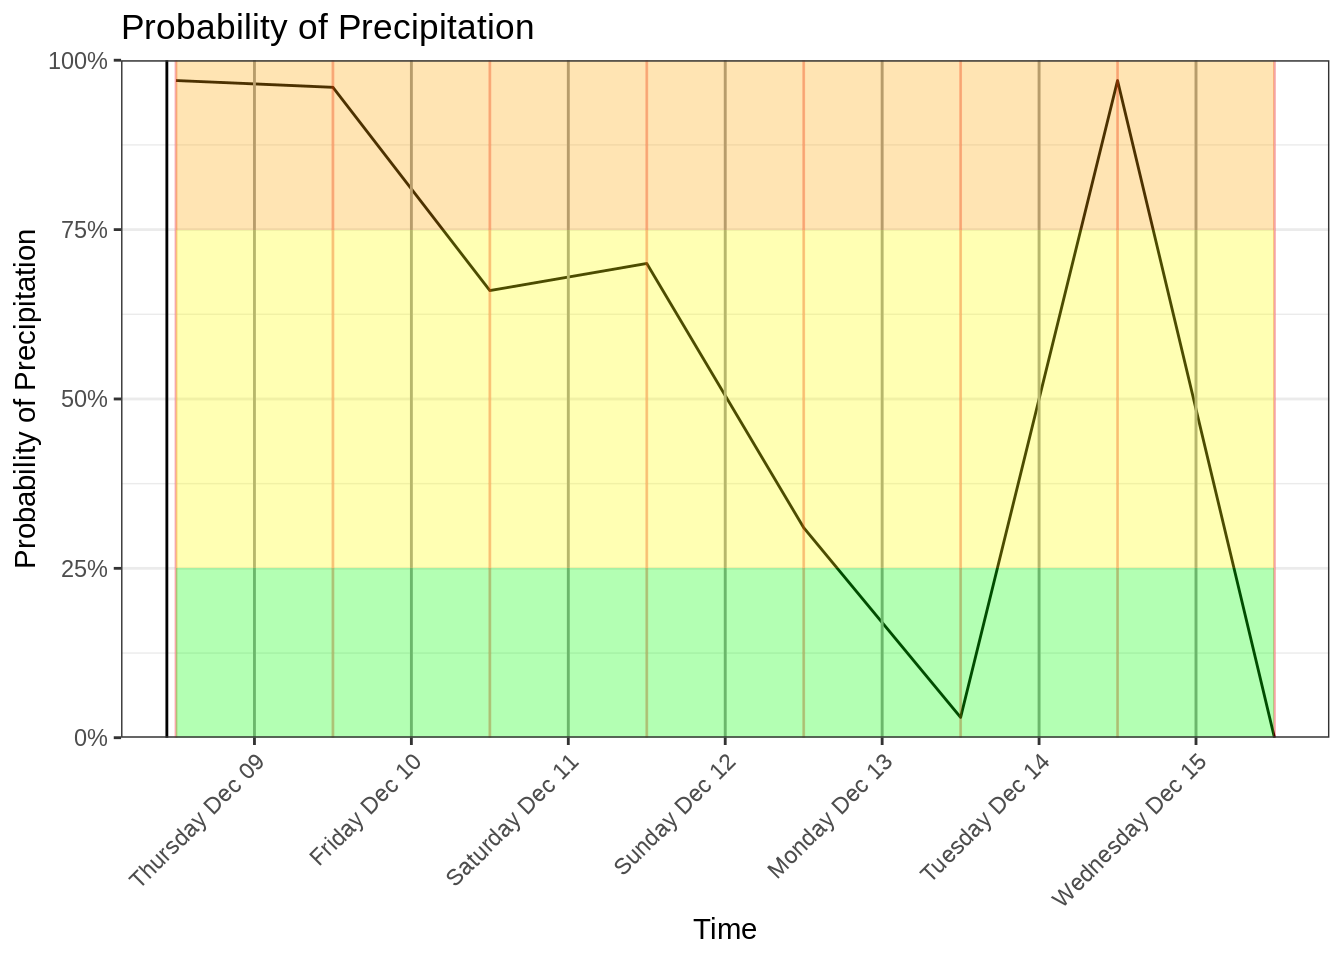 Probability of Precipitation
Probability of Precipitation
100%
75%
50%
25%
0%
Thursday Dec 09
Friday Dec 10
Saturday Dec 11
Sunday Dec 12
Monday Dec 13
Tuesday Dec 14
Wednesday Dec 15
Time